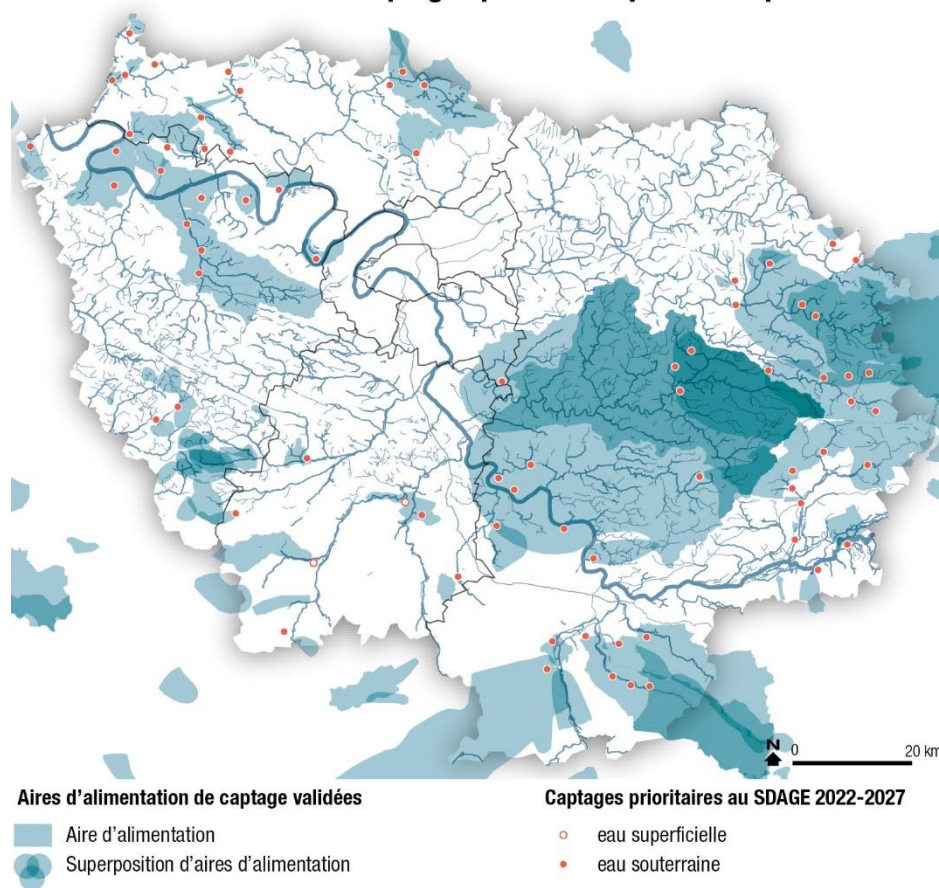 N
0 20 km
Aires d’alimentation de captage validées
Aire d’alimentation
Superposition d’aires d’alimentation
Captages prioritaires au SDAGE 2022-2027
eau superficielle
eau souterraine